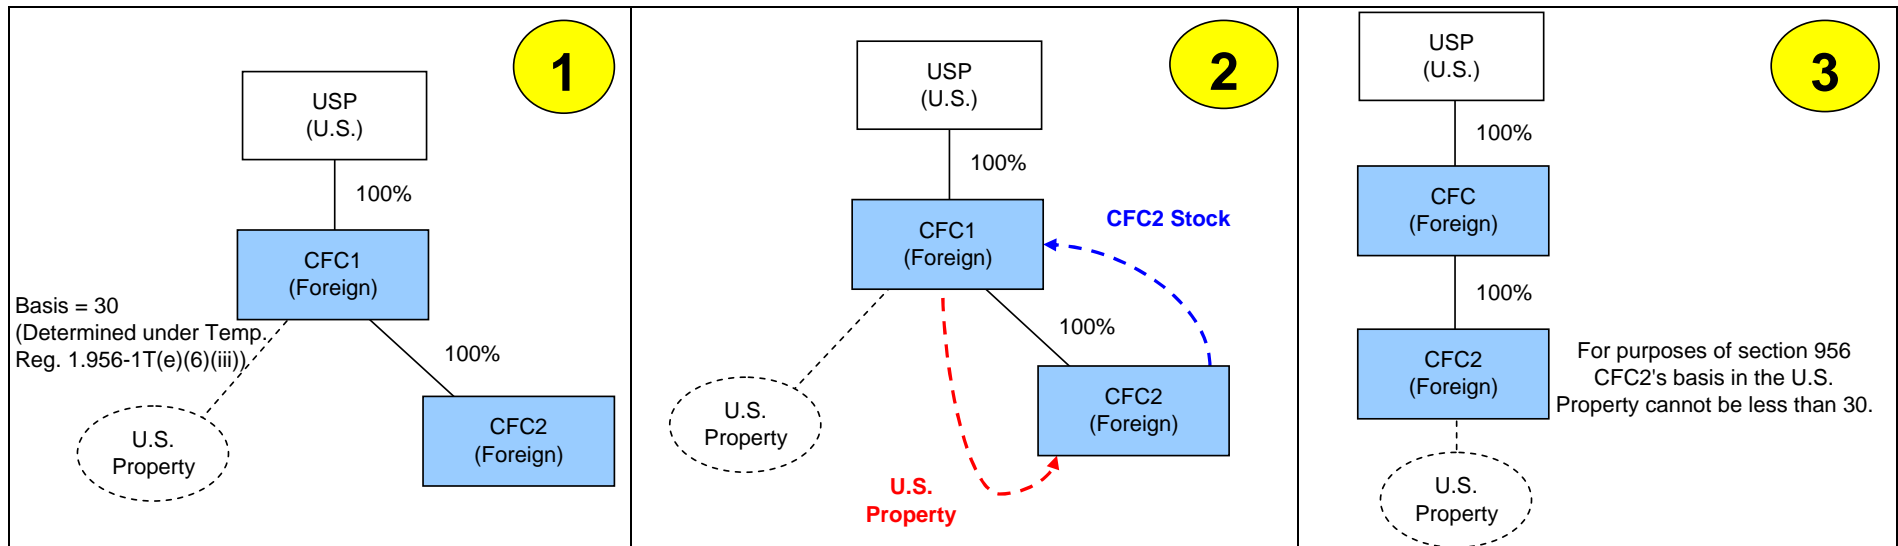 1
USP
(U.S.)
100%
CFC1
(Foreign)
Basis = 30
(Determined under Temp.
Reg. 1.956-1T(e)(6)(iii))
100%
U.S.
Property
CFC2
(Foreign)
2
USP
(U.S.)
100%
CFC1
(Foreign)
CFC2 Stock
100%
U.S.
Property
CFC2
(Foreign)
U.S.
Property
3
USP
(U.S.)
100%
CFC
(Foreign)
100%
CFC2
(Foreign)
For purposes of section 956
CFC2's basis in the U.S.
Property cannot be less than 30.
U.S.
Property